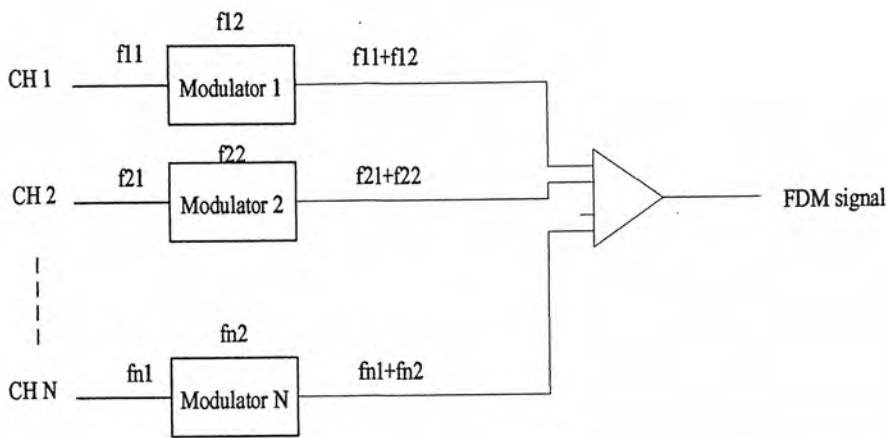 f12
f11
f11+f12
CH 1
Modulator 1
f22
f21
f21+f22
CH 2
Modulator 2
FDM signal
fn2
fn1
fn1+fn2
CH N
Modulator N